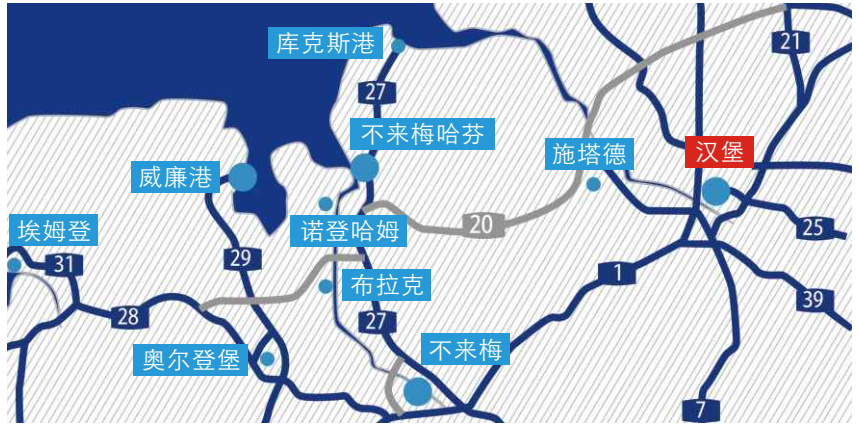 库克斯港
21
27
不来梅哈芬
施塔德
汉堡
威廉港
诺登哈姆
20
埃姆登
25
31
29
布拉克
1
39
28
27
奥尔登堡
不来梅
7